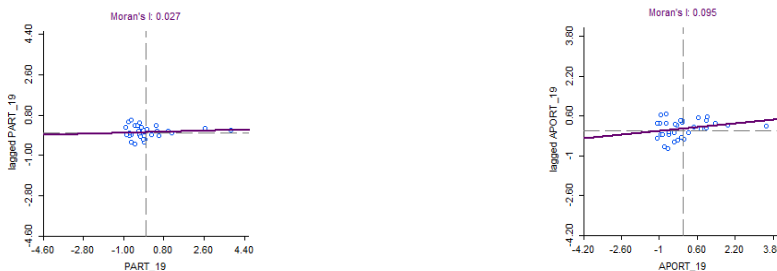 Moran's I: 0.027
4.40
2.60
0.80
-1.00
-2.80
-4.60
lagged PART_19
-4.60 -2.80 -1.00 0.80 2.60 4.40
PART_19
Moran's I: 0.095
3.80
2.20
0.60
-1
-2.60
-4.20
lagged APORT_19
-4.20 -2.60 -1 0.60 2.20 3.80
APORT_19